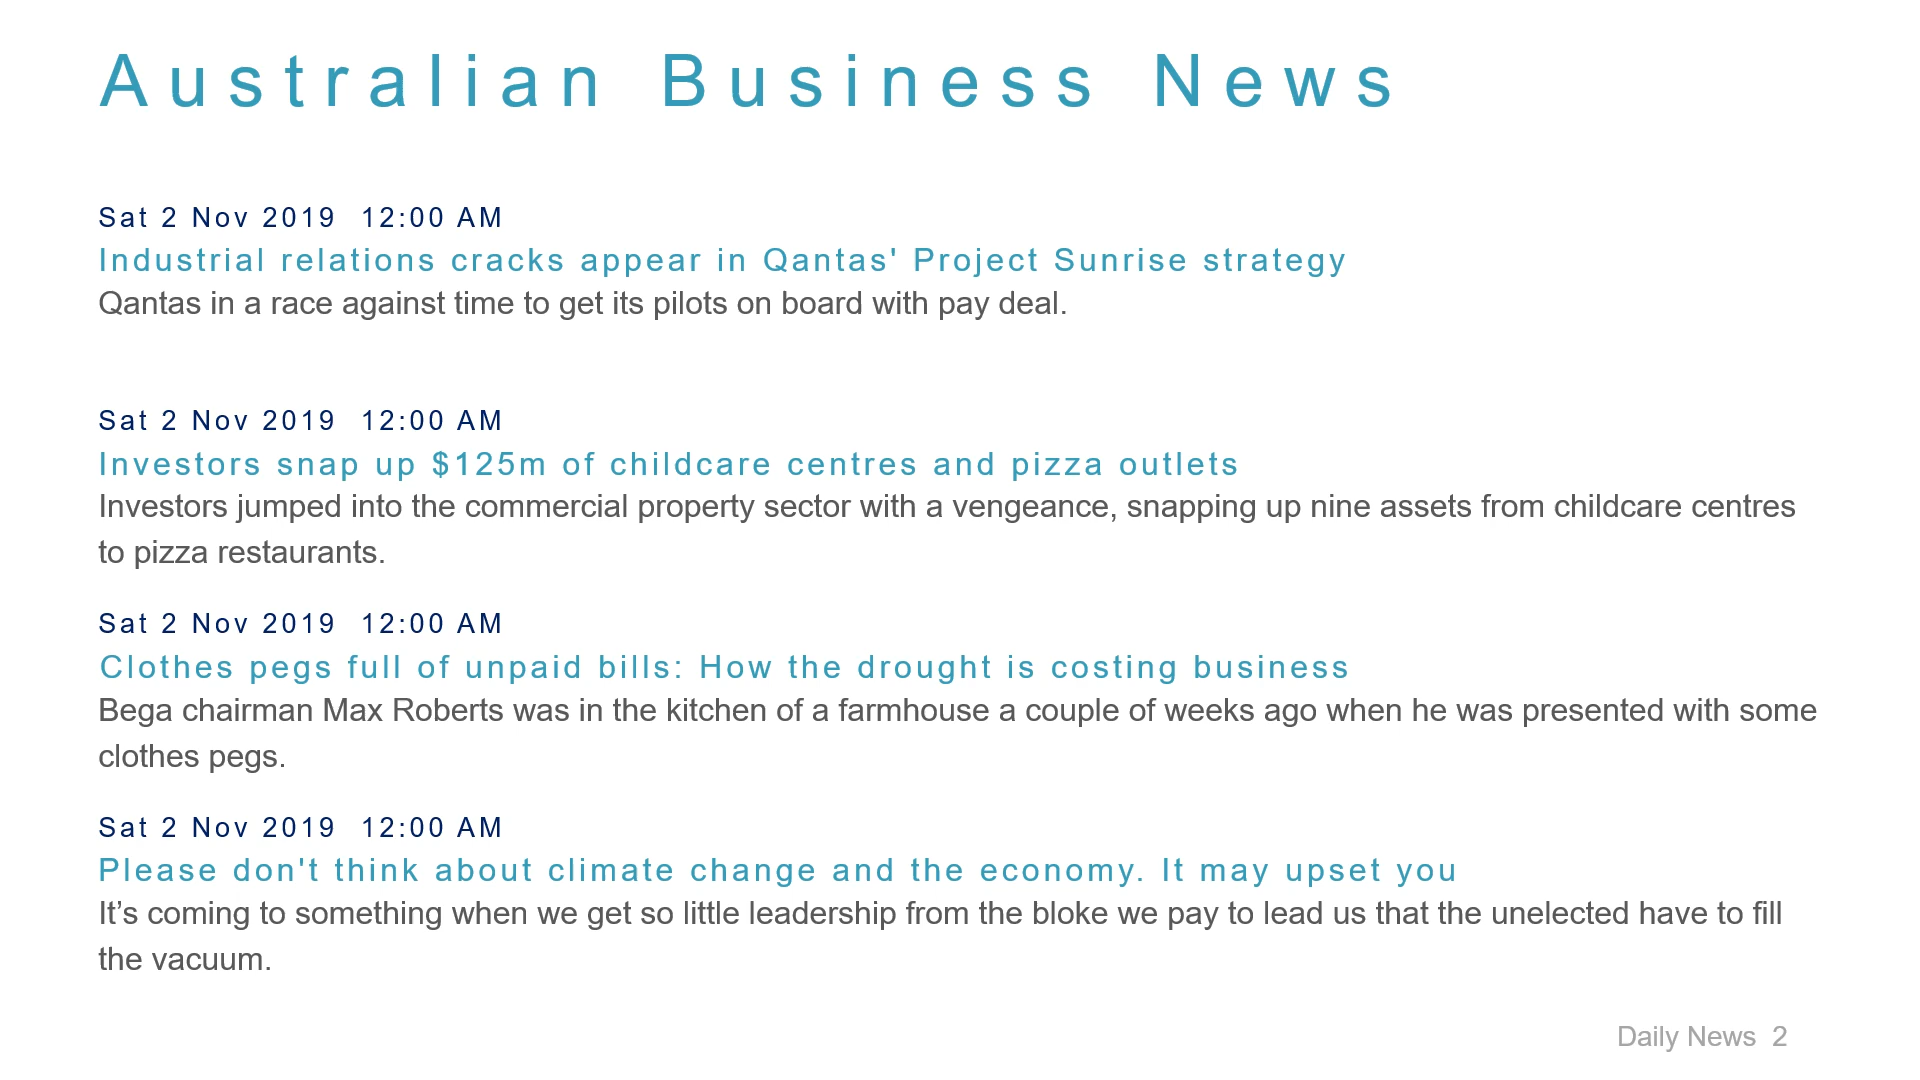 Australian Business News
Sat 2 Nov 2019  12:00 AM
Industrial relations cracks appear in Qantas' Project Sunrise strategy
Qantas in a race against time to get its pilots on board with pay deal.
Sat 2 Nov 2019  12:00 AM
Investors snap up $125m of childcare centres and pizza outlets
Investors jumped into the commercial property sector with a vengeance, snapping up nine assets from childcare centres
to pizza restaurants.
Sat 2 Nov 2019  12:00 AM
Clothes pegs full of unpaid bills: How the drought is costing business
Bega chairman Max Roberts was in the kitchen of a farmhouse a couple of weeks ago when he was presented with some
clothes pegs.
Sat 2 Nov 2019  12:00 AM
Please don't think about climate change and the economy. It may upset you
It’s coming to something when we get so little leadership from the bloke we pay to lead us that the unelected have to fill
the vacuum.
Daily News  2